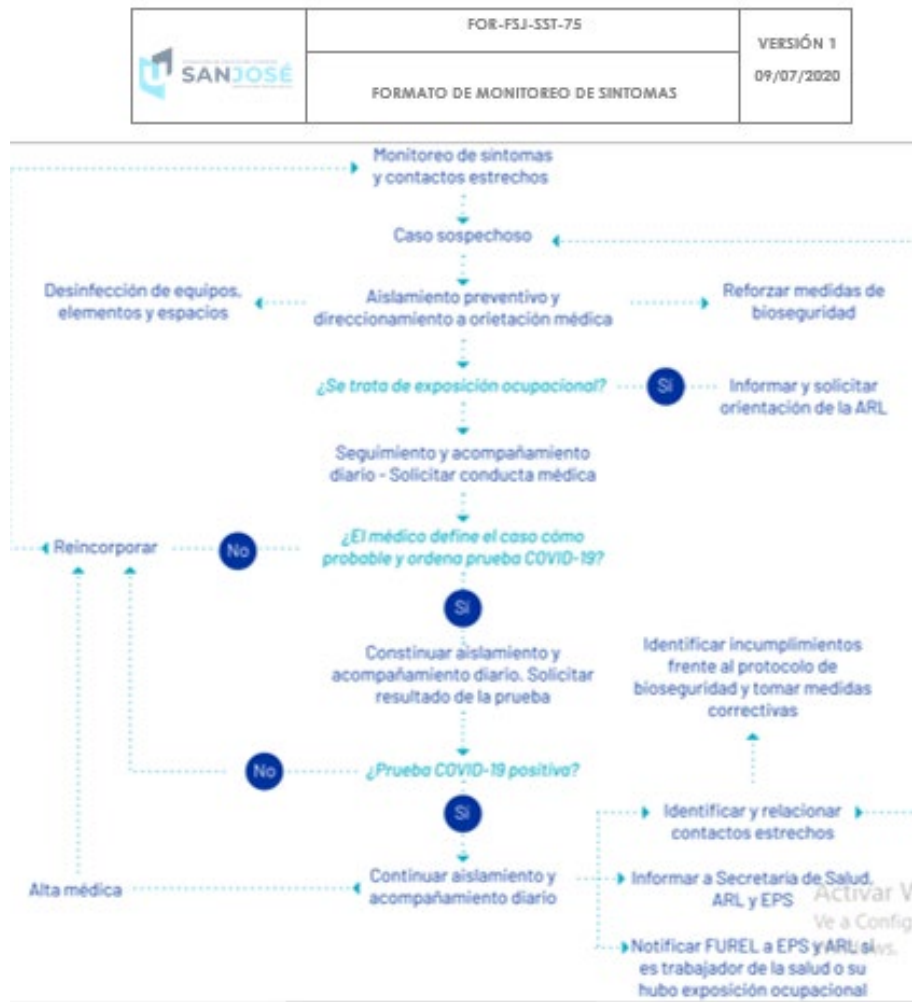 FOR-FSJ-SST-75
VERSIÓN 1
09/07/2020
SANJOSÉ
FORMATO DE MONITOREO DE SINTOMAS
Monitoreo de síntomas
y contactos estrechos
Caso sospechoso
Desinfección de equipos,
elementos y espacios
Aislamiento preventivo y
direccionamiento a orietación médica
Reforzar medidas de
bioseguridad
¿Se trata de exposición ocupacional?
Sí
Informar y solicitar
orientación de la ARL
Seguimiento y acompañamiento
diario - Solicitar conducta médica
Reincorporar
No
¿El médico define el caso cómo
probable y ordena prueba COVID-19?
Sí
Constinuar aislamiento y
acompañamiento diario. Solicitar
resultado de la prueba
Identificar incumplimientos
frente al protocolo de
bioseguridad y tomar medidas
correctivas
No
¿Prueba COVID-19 positiva?
Sí
Identificar y relacionar
contactos estrechos
Alta médica
Continuar aislamiento y
acompañamiento diario
Informar a Secretaria de Salud,
ARL y EPS
Activar W
Ve a Config
Notificar FUREL a EPS y ARL si
es trabajador de la salud o su
hubo exposición ocupacional